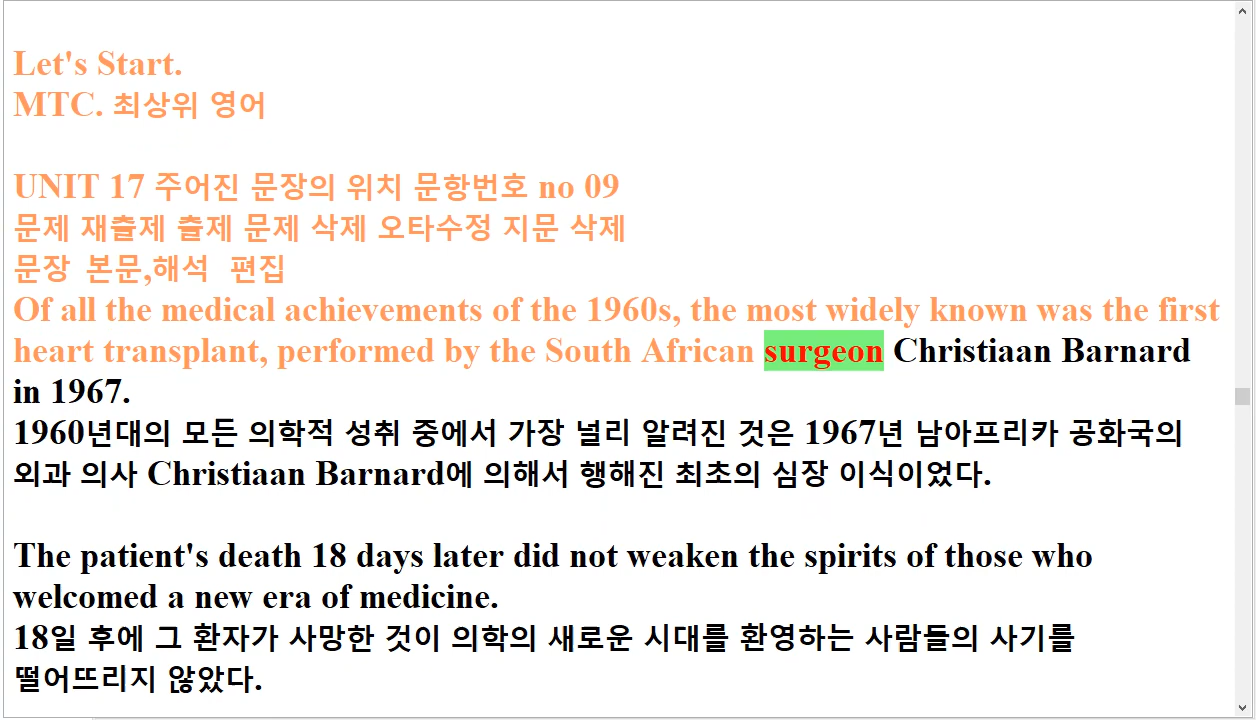 Let's Start.
MTC. 최상위 영어
UNIT 17 주어진 문장의 위치 문항번호 no 09
문제 재출제 출제 문제 삭제 오타수정 지문 삭제
문장 본문,해석 편집
Of all the medical achievements of the 1960s, the most widely known was the first
heart transplant, performed by the South African surgeon Christiaan Barnard
in 1967.
1960년대의 모든 의학적 성취 중에서 가장 널리 알려진 것은 1967년 남아프리카 공화국의
외과 의사 Christiaan Barnard에 의해서 행해진 최초의 심장 이식이었다.
The patient's death 18 days later did not weaken the spirits of those who
welcomed a new era of medicine.
18일 후에 그 환자가 사망한 것이 의학의 새로운 시대를 환영하는 사람들의 사기를
떨어뜨리지 않았다.